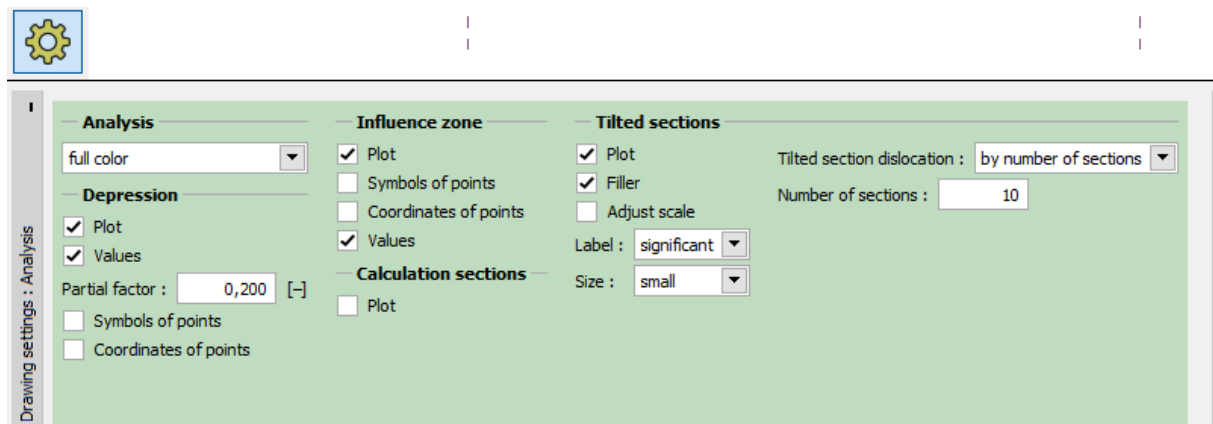 Drawing settings : Analysis
Analysis
full color
Depression
Plot
Values
Partial factor : 0,200 [–]
Symbols of points
Coordinates of points
Influence zone
Plot
Symbols of points
Coordinates of points
Values
Calculation sections
Plot
Tilted sections
Plot
Filler
Adjust scale
Label : significant
Size : small
Tilted section dislocation : by number of sections
Number of sections : 10